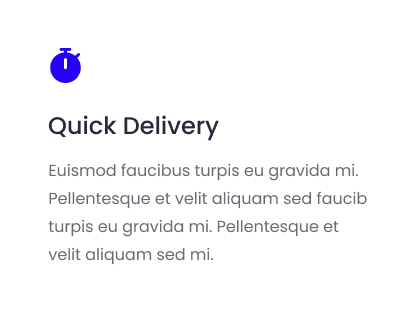 Quick Delivery
Euismod faucibus turpis eu gravida mi.
Pellentesque et velit aliquam sed faucib
turpis eu gravida mi. Pellentesque et
velit aliquam sed mi.